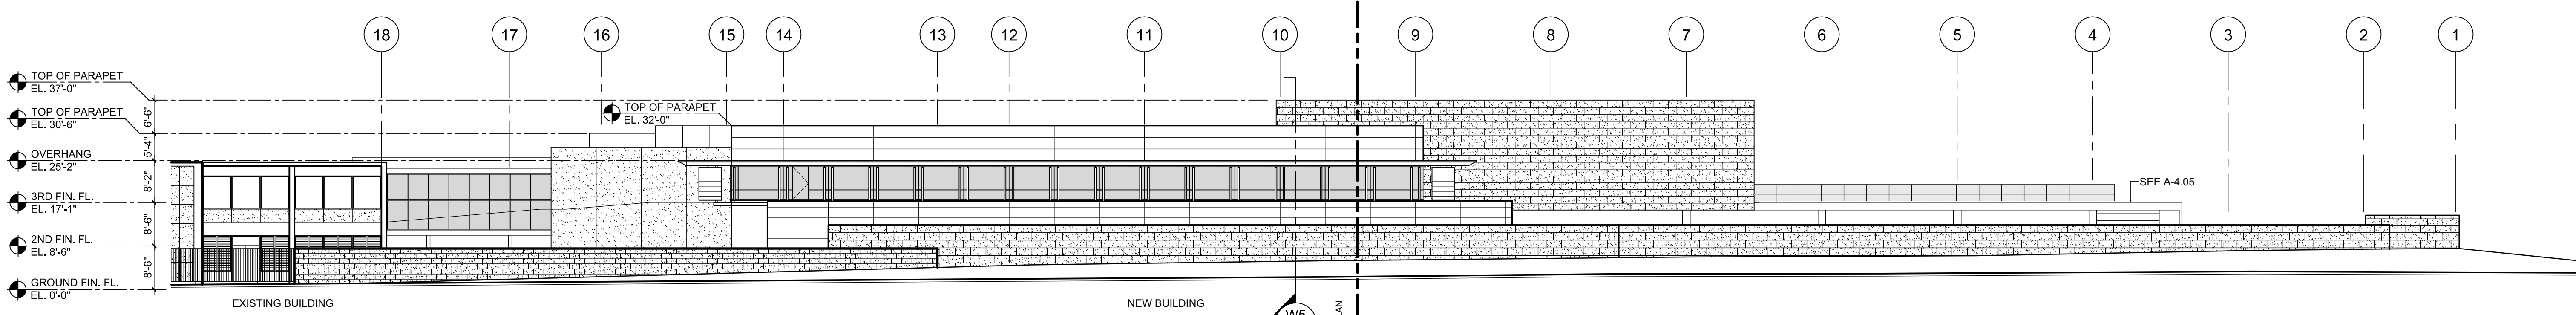 18 17 16 15 14 13 12 11 10 9 8 7 6 5 4 3 2 1
TOP OF PARAPET
EL. 37'-0"
TOP OF PARAPET
EL. 30'-6"
TOP OF PARAPET
EL. 32'-0"
OVERHANG
EL. 25'-2"
3RD FIN. FL.
EL. 17'-1"
2ND FIN. FL.
EL. 8'-6"
GROUND FIN. FL.
EL. 0'-0"
6'-6"
5'-4"
8'-2"
8'-6"
8'-6"
SEE A-4.05
EXISTING BUILDING
NEW BUILDING
W5
LAN